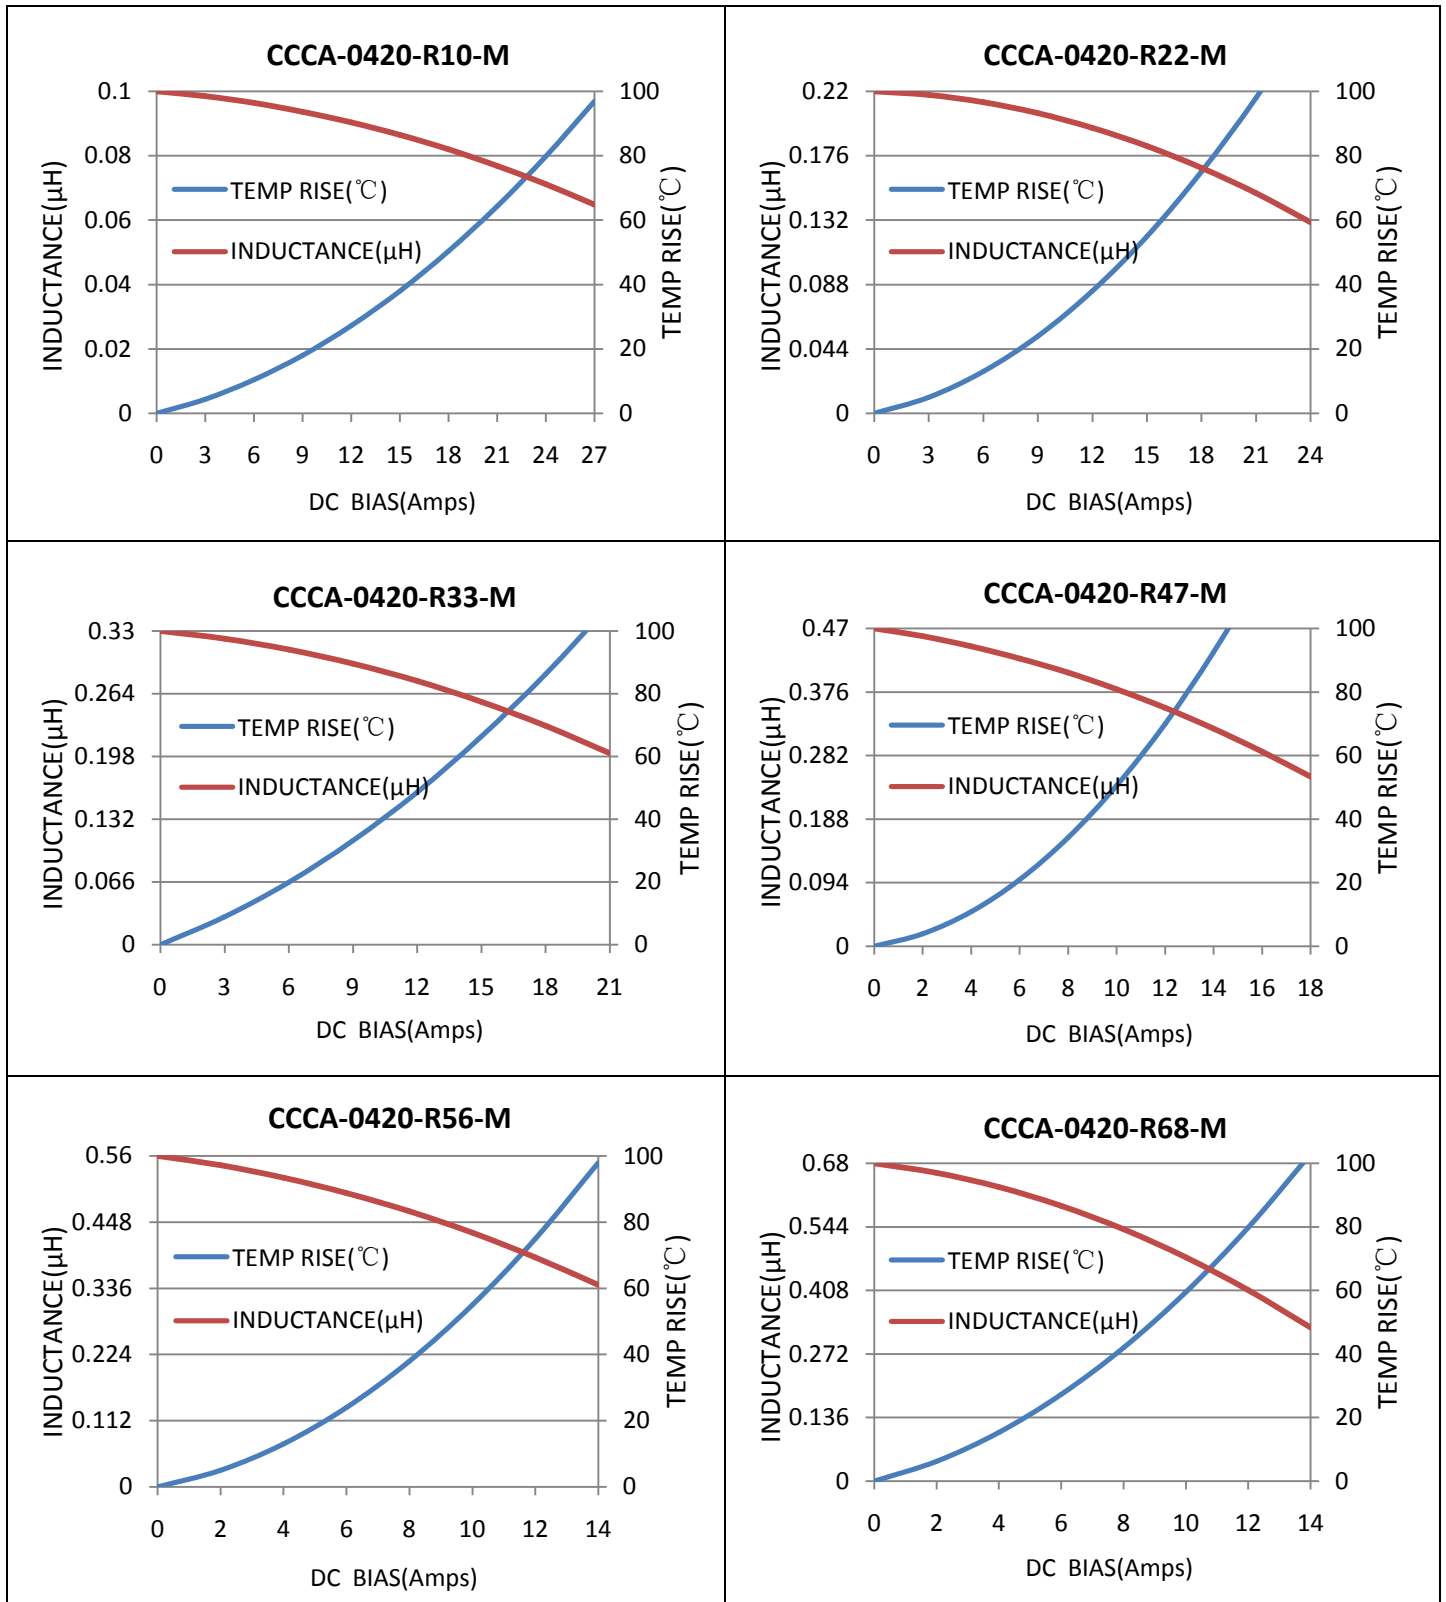 CCCA-0420-R10-M
0.1
0.08
0.06
0.04
0.02
0
100
80
60
40
20
0
INDUCTANCE(µH)
TEMP RISE(℃)
TEMP RISE(℃)
INDUCTANCE(µH)
0 3 6 9 12 15 18 21 24 27
DC BIAS(Amps)
CCCA-0420-R22-M
0.22
0.176
0.132
0.088
0.044
0
100
80
60
40
20
0
INDUCTANCE(µH)
TEMP RISE(℃)
TEMP RISE(℃)
INDUCTANCE(µH)
0 3 6 9 12 15 18 21 24
DC BIAS(Amps)
CCCA-0420-R33-M
0.33
0.264
0.198
0.132
0.066
0
100
80
60
40
20
0
INDUCTANCE(µH)
TEMP RISE(℃)
TEMP RISE(℃)
INDUCTANCE(µH)
0 3 6 9 12 15 18 21
DC BIAS(Amps)
CCCA-0420-R47-M
0.47
0.376
0.282
0.188
0.094
0
100
80
60
40
20
0
INDUCTANCE(µH)
TEMP RISE(℃)
TEMP RISE(℃)
INDUCTANCE(µH)
0 2 4 6 8 10 12 14 16 18
DC BIAS(Amps)
CCCA-0420-R56-M
0.56
0.448
0.336
0.224
0.112
0
100
80
60
40
20
0
INDUCTANCE(µH)
TEMP RISE(℃)
TEMP RISE(℃)
INDUCTANCE(µH)
0 2 4 6 8 10 12 14
DC BIAS(Amps)
CCCA-0420-R68-M
0.68
0.544
0.408
0.272
0.136
0
100
80
60
40
20
0
INDUCTANCE(µH)
TEMP RISE(℃)
TEMP RISE(℃)
INDUCTANCE(µH)
0 2 4 6 8 10 12 14
DC BIAS(Amps)